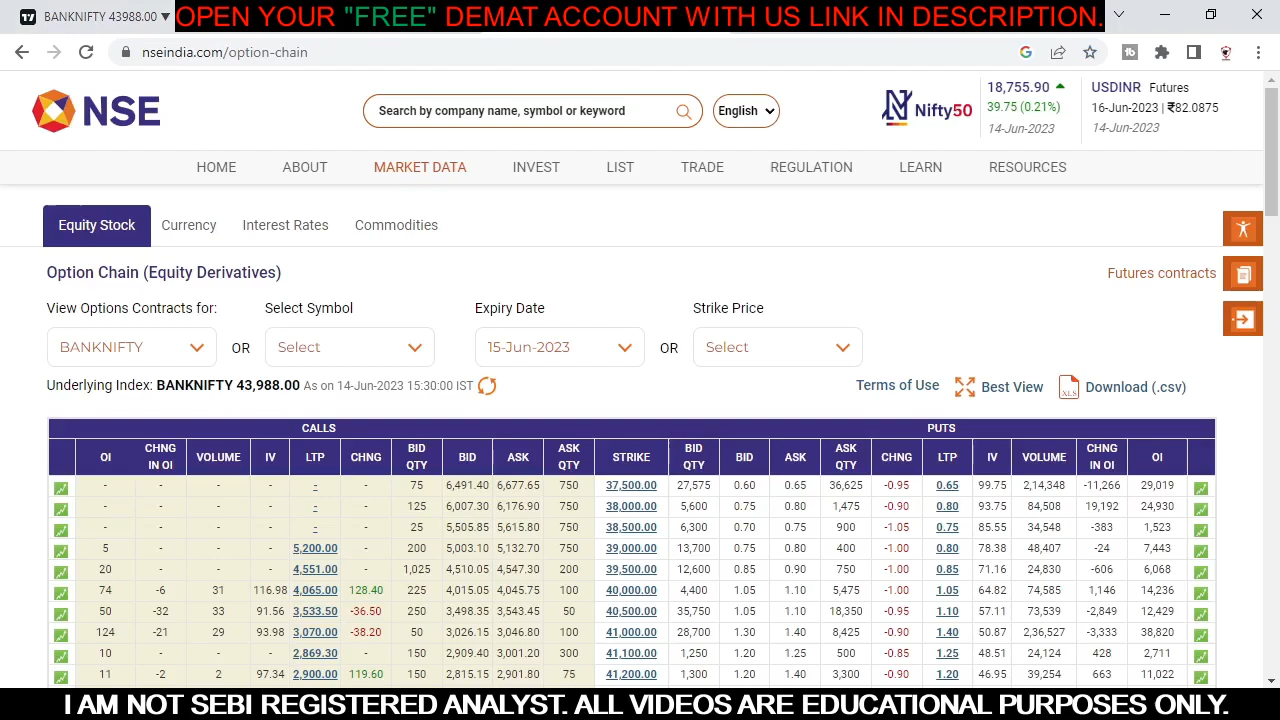 BANKNIFTY 43988.00 ▼
OPEN YOUR "FREE" DEMAT ACCOUNT WITH US LINK IN DESCRIPTION.
nseindia.com/option-chain
NSE
Search by company name, symbol or keyword
English
Nifty50
18,755.90
39.75 (0.21%)
14-Jun-2023
USDINR Futures
16-Jun-2023 | ₹82.0875
14-Jun-2023
HOME ABOUT MARKET DATA INVEST LIST TRADE REGULATION LEARN RESOURCES
Equity Stock Currency Interest Rates Commodities
Option Chain (Equity Derivatives) Futures contracts
View Options Contracts for: Select Symbol Expiry Date Strike Price
BANKNIFTY OR Select 15-Jun-2023 OR Select
Underlying Index: BANKNIFTY 43,988.00 As on 14-Jun-2023 15:30:00 IST Terms of Use Best View XLS Download (.csv)
CALLS PUTS
OI CHNG IN OI VOLUME IV LTP CHNG BID QTY BID ASK ASK QTY STRIKE BID QTY BID ASK ASK QTY CHNG LTP IV VOLUME CHNG IN OI OI
- - - - - - 75 6,491.40 6,677.65 750 37,500.00 27,575 0.60 0.65 36,625 -0.95 0.65 99.75 2,14,348 -11,266 29,019
- - - - - - 125 6,007.30 6,176.90 750 38,000.00 5,600 0.75 0.80 1,475 -0.90 0.80 93.75 84,508 19,192 24,930
- - - - - - 25 5,505.85 5,615.80 750 38,500.00 6,300 0.70 0.75 900 -1.05 0.75 85.55 34,548 -383 1,523
5 - - - 5,200.00 - 200 5,003.10 5,132.70 750 39,000.00 13,700 0.75 0.80 400 -1.00 0.80 78.38 48,407 -24 7,443
20 - - - 4,551.00 - 1,025 4,510.05 4,547.30 200 39,500.00 12,600 0.85 0.90 750 -1.00 0.85 71.16 24,830 -606 6,068
74 -6 31 116.98 4,065.00 128.40 225 4,015.05 4,045.75 100 40,000.00 4,400 1.05 1.10 5,475 -1.00 1.05 64.82 74,585 1,146 14,236
50 -32 33 91.56 3,533.50 -36.50 250 3,498.35 3,543.45 50 40,500.00 35,750 1.05 1.10 18,350 -0.95 1.10 57.11 73,539 -2,849 12,429
124 -21 29 93.98 3,070.00 -38.20 50 3,026.15 3,046.80 100 41,000.00 28,700 1.30 1.40 8,425 -0.90 1.40 50.87 2,36,527 -3,333 38,820
10 - - - 2,869.30 - 150 2,909.40 3,001.20 300 41,100.00 1,250 1.20 1.25 500 -0.85 1.25 48.51 24,124 428 2,711
11 -2 2 97.34 2,900.00 119.60 150 2,815.15 2,901.80 75 41,200.00 1,300 1.20 1.20 3,300 -0.90 1.20 46.95 39,254 663 11,022
I AM NOT SEBI REGISTERED ANALYST. ALL VIDEOS ARE EDUCATIONAL PURPOSES ONLY.